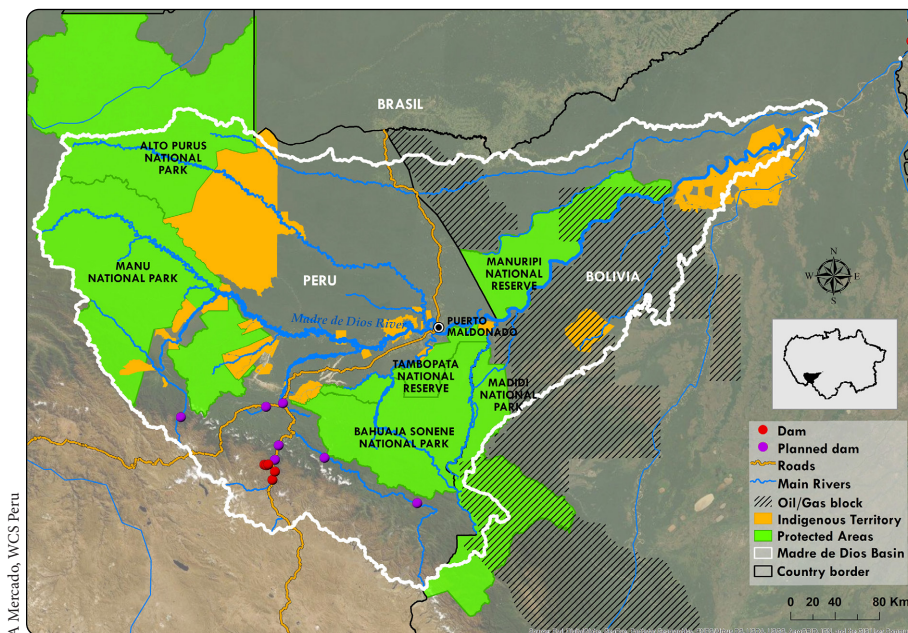 BRASIL
ALTO PURUS
NATIONAL
PARK
MANU
NATIONAL PARK
PERU
MANURIPI
NATIONAL
RESERVE
BOLIVIA
Madre de Dios River
PUERTO
MALDONADO
TAMBOPATA
NATIONAL
RESERVE
MADIDI
NATIONAL
PARK
BAHUAJA SONENE
NATIONAL PARK
N
W
E
S
Dam
Planned dam
Roads
Main Rivers
Oil/Gas block
Indigenous Territory
Protected Areas
Madre de Dios Basin
Country border
0 20 40 80 Km
A Mercado, WCS Peru